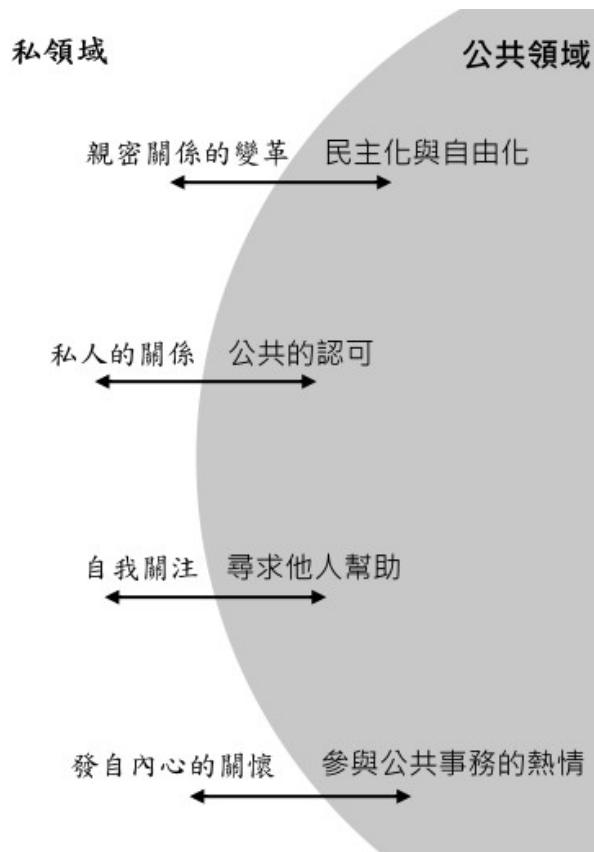 私領域 公共領域
親密關係的變革 民主化與自由化
私人的關係 公共的認可
自我關注 尋求他人幫助
發自內心的關懷 參與公共事務的熱情